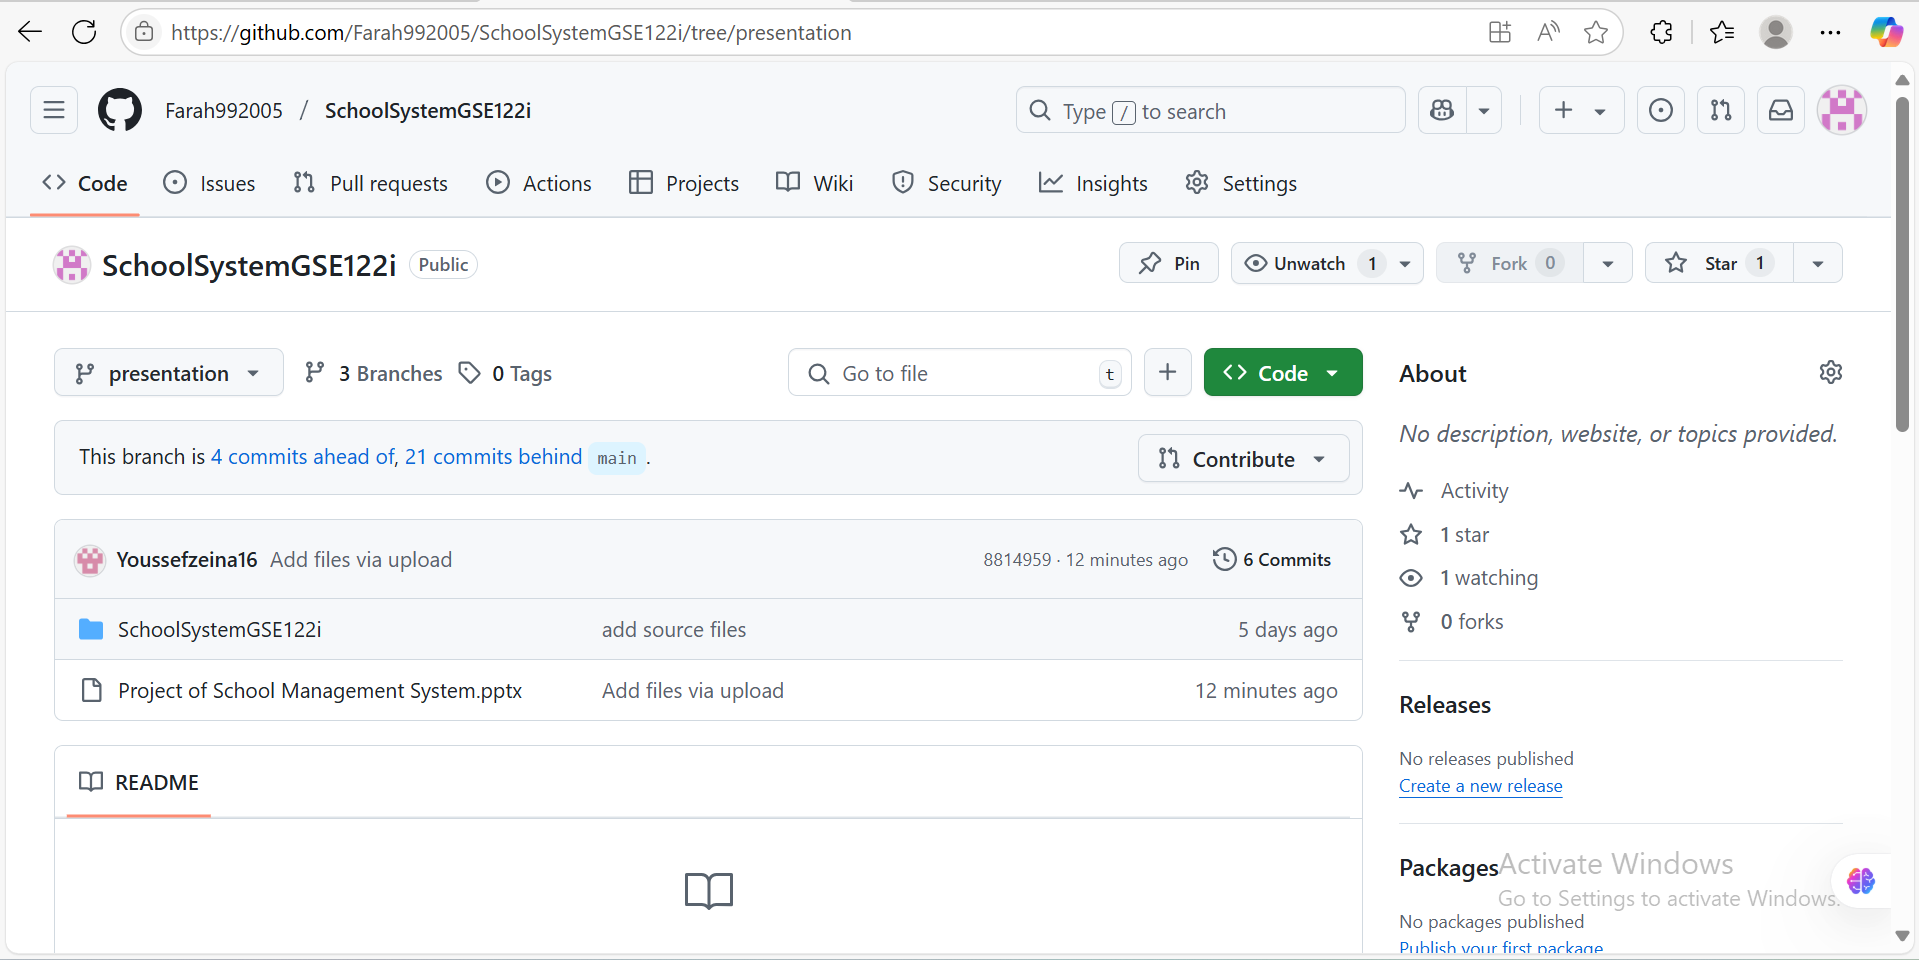 https://github.com/Farah992005/SchoolSystemGSE122i/tree/presentation
Farah992005 / SchoolSystemGSE122i
Type / to search
Code
Issues
Pull requests
Actions
Projects
Wiki
Security
Insights
Settings
SchoolSystemGSE122i Public
Pin
Unwatch 1
Fork 0
Star 1
presentation
3 Branches
0 Tags
Go to file t
Code
This branch is 4 commits ahead of, 21 commits behind main .
Contribute
Youssefzeina16 Add files via upload 8814959 · 12 minutes ago 6 Commits
SchoolSystemGSE122i add source files 5 days ago
Project of School Management System.pptx Add files via upload 12 minutes ago
README
About
No description, website, or topics provided.
Activity
1 star
1 watching
0 forks
Releases
No releases published
Create a new release
Packages
No packages published
Publish your first package
Activate Windows
Go to Settings to activate Windows.